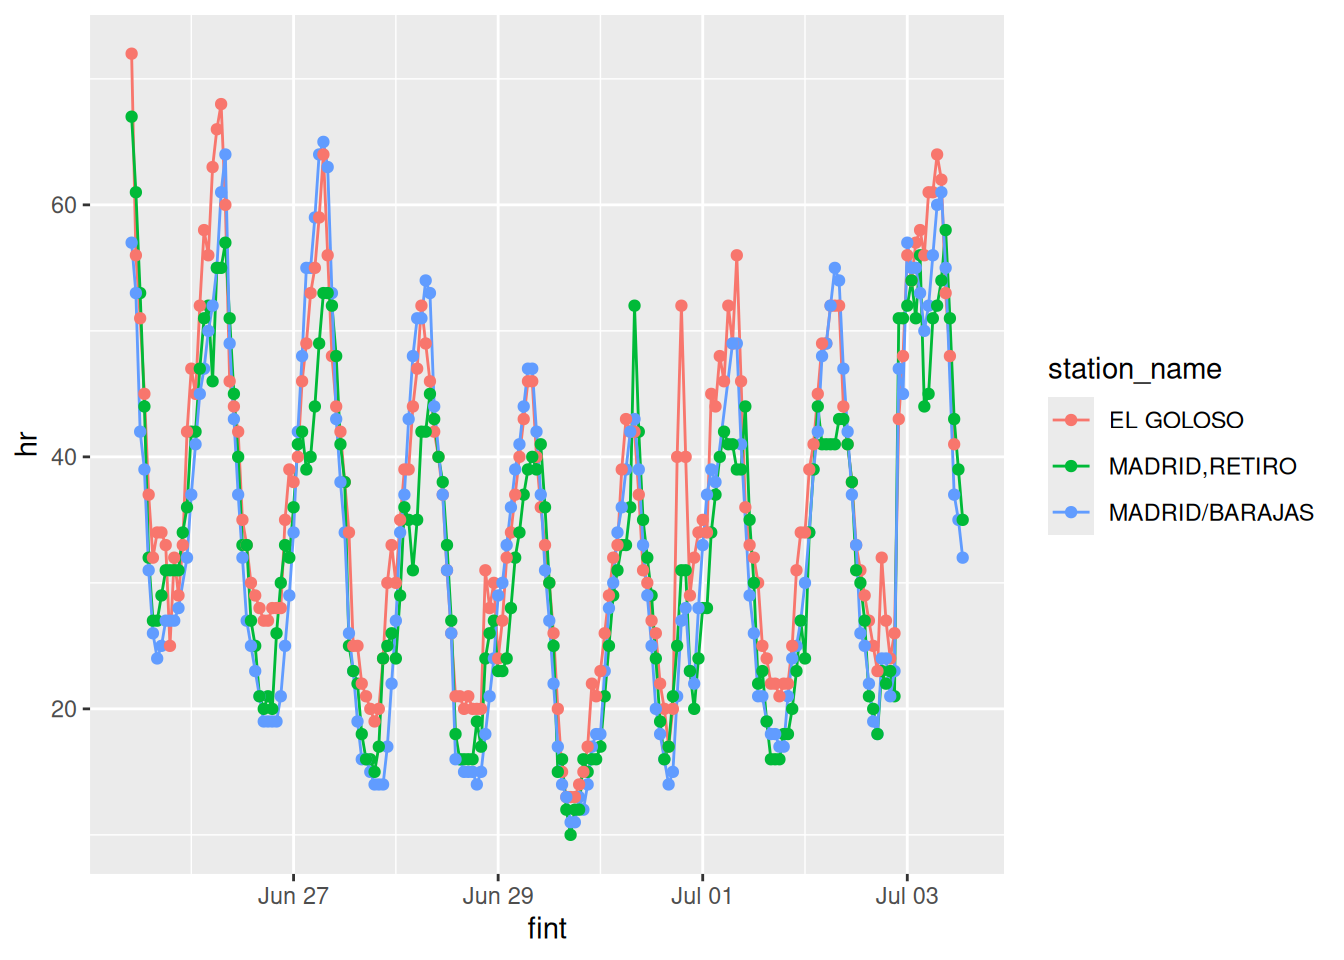 60
40
20
hr
Jun 27
Jun 29
Jul 01
Jul 03
fint
station_name
EL GOLOSO
MADRID,RETIRO
MADRID/BARAJAS